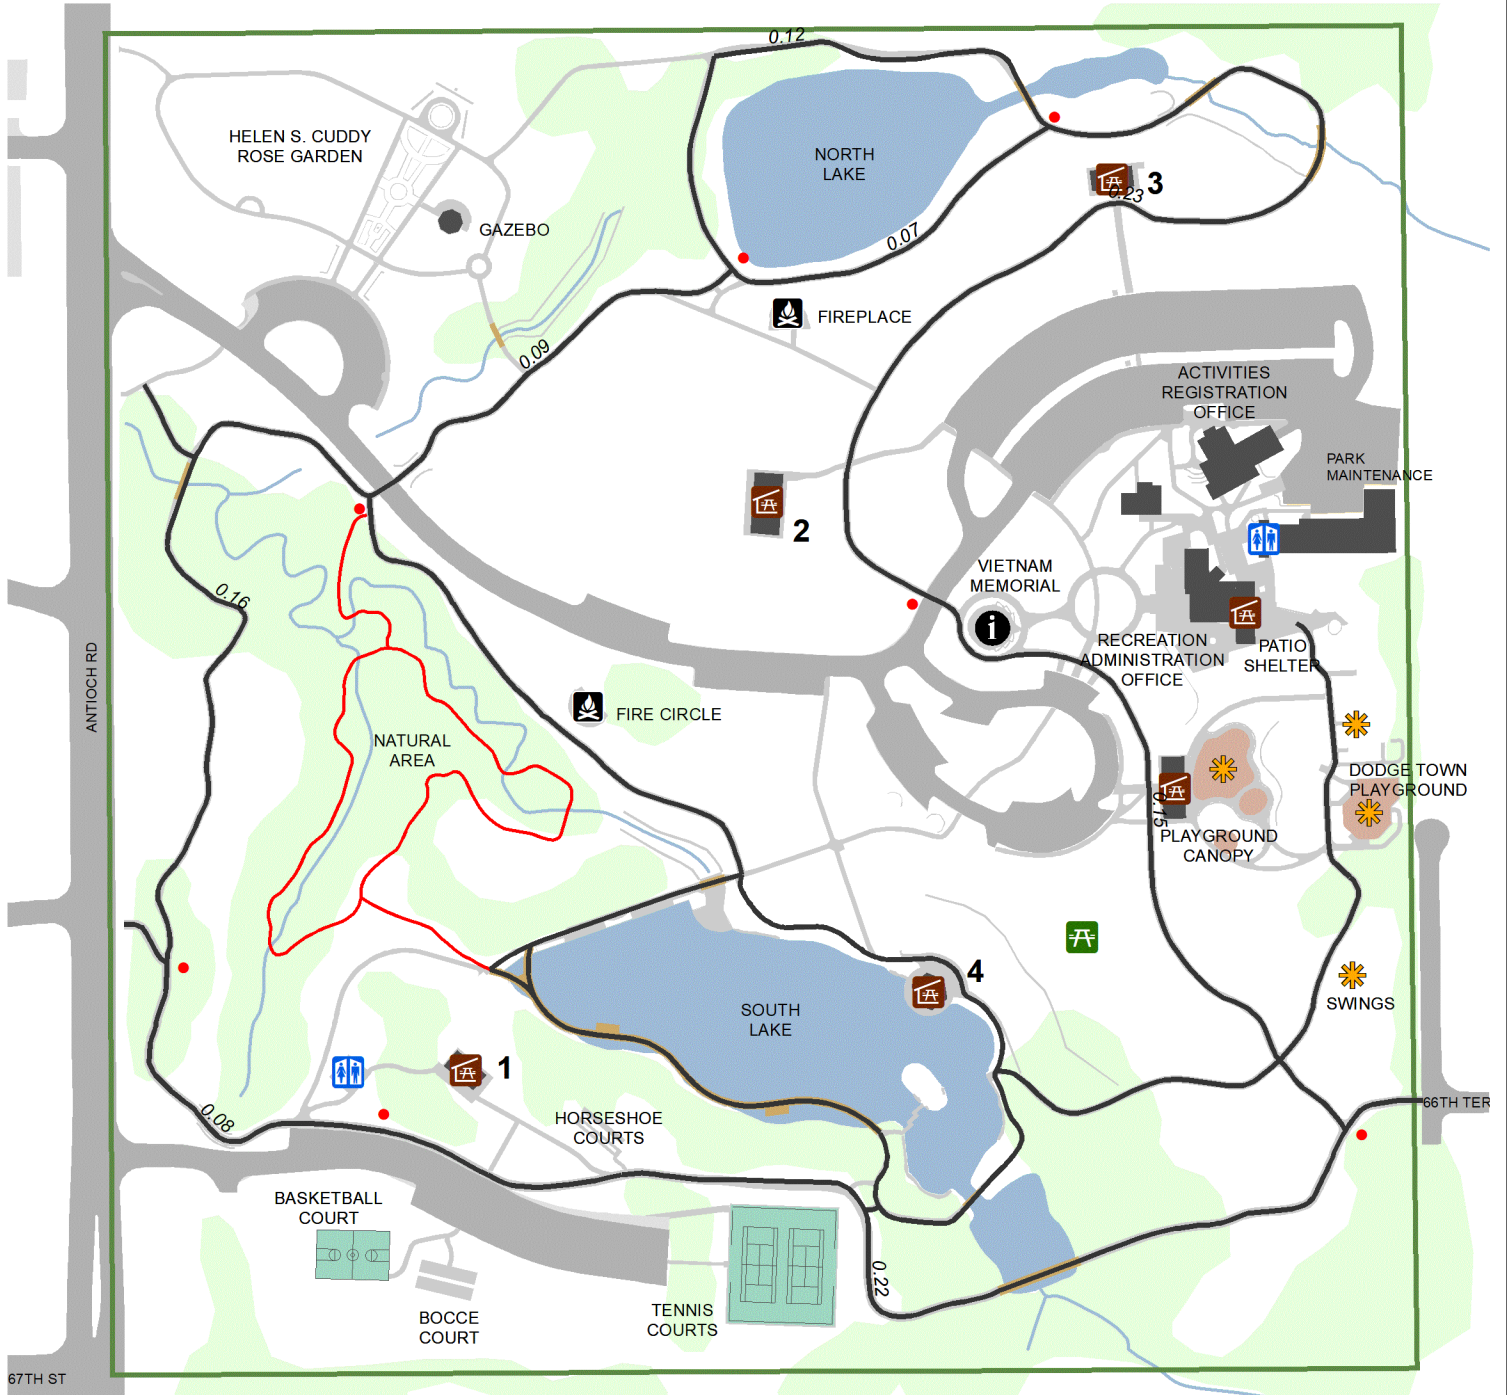 0.12
HELEN S. CUDDY
ROSE GARDEN
NORTH
LAKE
3
0.23
GAZEBO
0.07
FIREPLACE
0.09
ACTIVITIES
REGISTRATION
OFFICE
PARK
MAINTENANCE
2
VIETNAM
MEMORIAL
i
0.16
RECREATION
ADMINISTRATION
OFFICE
PATIO
SHELTER
ANTIOCH RD
FIRE CIRCLE
NATURAL
AREA
DODGE TOWN
PLAYGROUND
0.15
PLAYGROUND
CANOPY
4
SWINGS
SOUTH
LAKE
1
66TH TER
0.08
HORSESHOE
COURTS
BASKETBALL
COURT
0.22
BOCCE
COURT
TENNIS
COURTS
67TH ST